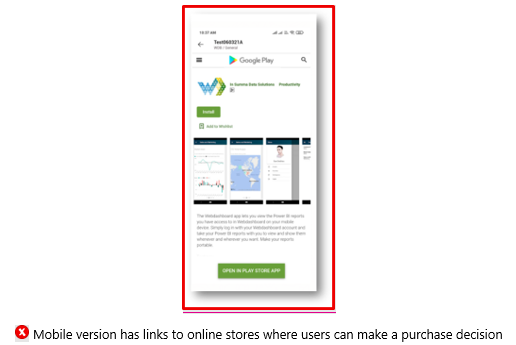 10:37 AM
Test060321A
Google Play
In Summa Data Solutions Productivity
Install
Add to Wishlist
The Webdashboard app lets you view the Power BI reports
you have access to in Webdashboard on your mobile
device. Simply log in with your Webdashboard account and
take your Power BI reports with you to view and show them
whenever and wherever you want. Make your reports
portable.
OPEN IN PLAY STORE APP
Mobile version has links to online stores where users can make a purchase decision